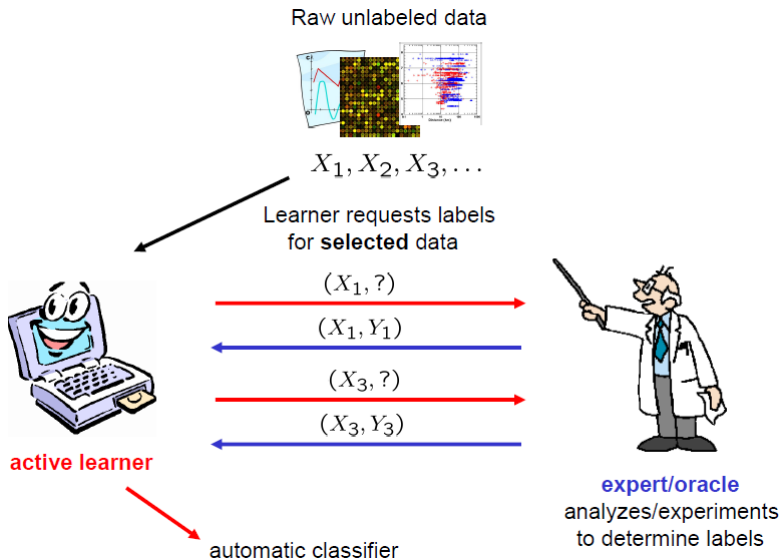 Raw unlabeled data
X₁, X₂, X₃, …
Learner requests labels
for selected data
(X₁, ?)
(X₁, Y₁)
(X₃, ?)
(X₃, Y₃)
active learner
expert/oracle
analyzes/experiments
to determine labels
automatic classifier